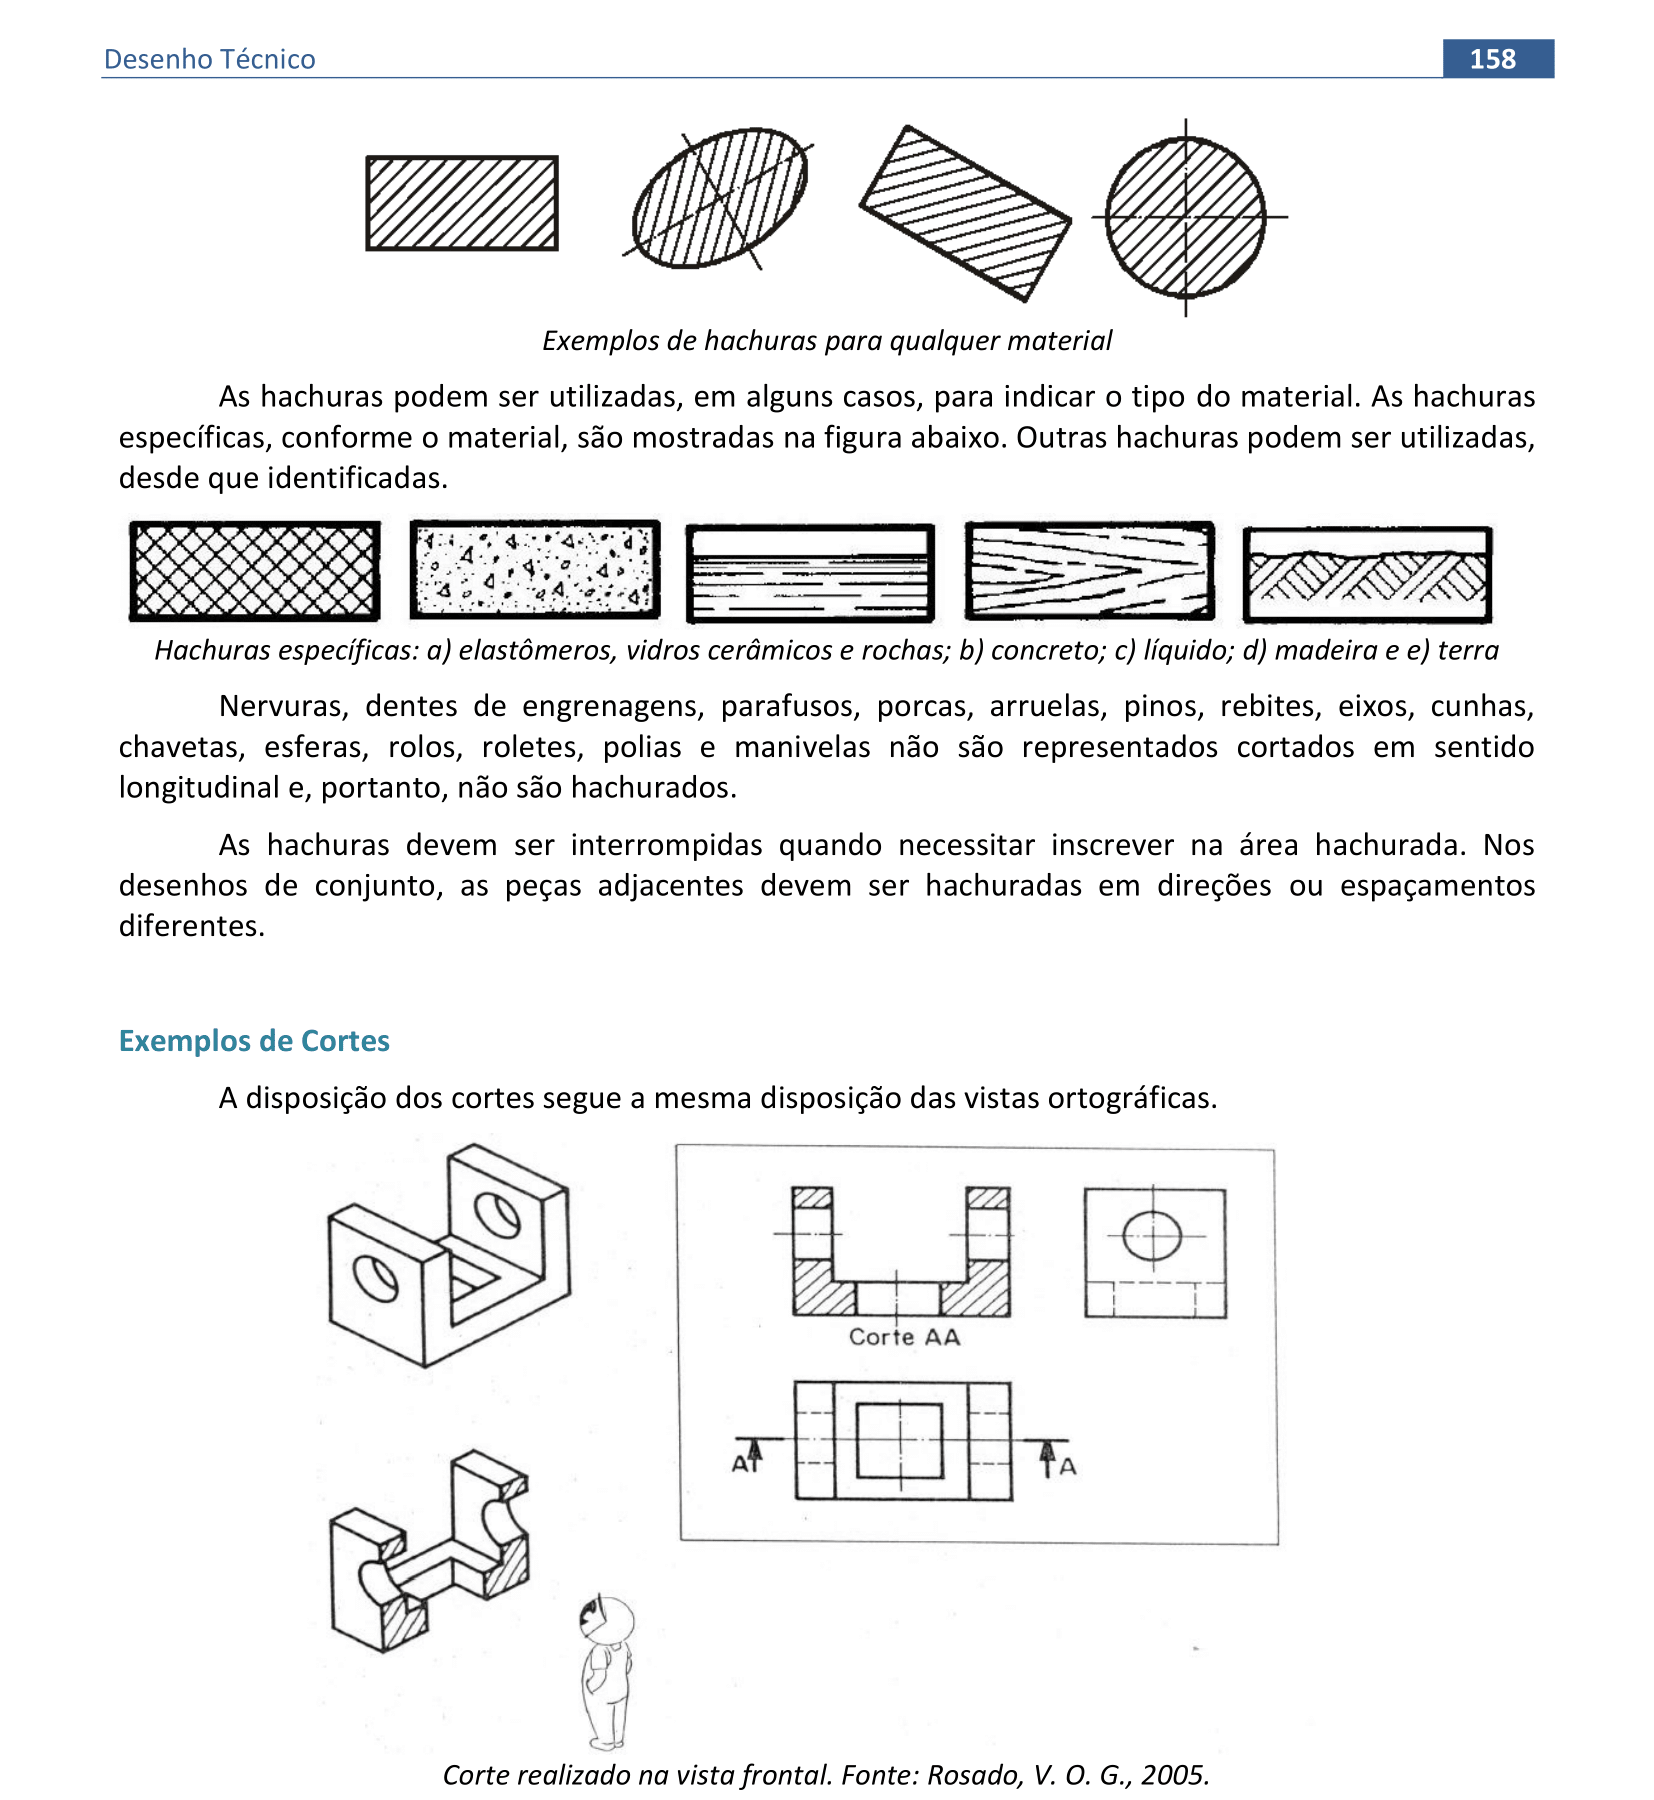 Desenho Técnico
158
Exemplos de hachuras para qualquer material
As hachuras podem ser utilizadas, em alguns casos, para indicar o tipo do material. As hachuras
específicas, conforme o material, são mostradas na figura abaixo. Outras hachuras podem ser utilizadas,
desde que identificadas.
Hachuras específicas: a) elastômeros, vidros cerâmicos e rochas; b) concreto; c) líquido; d) madeira e e) terra
Nervuras, dentes de engrenagens, parafusos, porcas, arruelas, pinos, rebites, eixos, cunhas,
chavetas, esferas, rolos, roletes, polias e manivelas não são representados cortados em sentido
longitudinal e, portanto, não são hachurados.
As hachuras devem ser interrompidas quando necessitar inscrever na área hachurada. Nos
desenhos de conjunto, as peças adjacentes devem ser hachuradas em direções ou espaçamentos
diferentes.
Exemplos de Cortes
A disposição dos cortes segue a mesma disposição das vistas ortográficas.
Corte AA
A
A
Corte realizado na vista frontal. Fonte: Rosado, V. O. G., 2005.